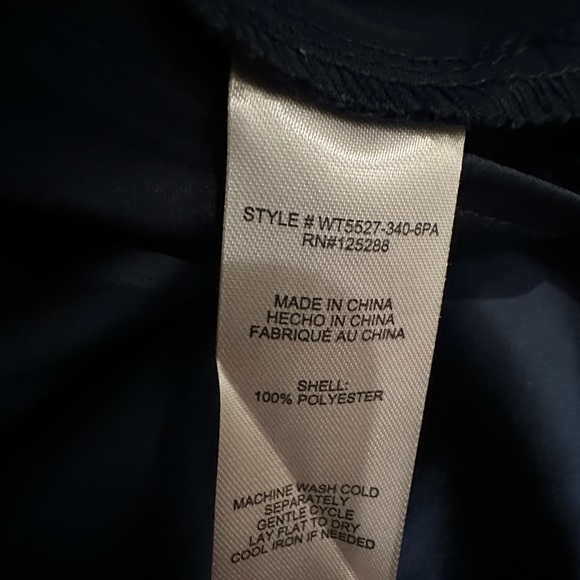 STYLE # WT5527-340-6PA
RN#125288
MADE IN CHINA
HECHO IN CHINA
FABRIQUÉ AU CHINA
SHELL:
100% POLYESTER
MACHINE WASH COLD
SEPARATELY
GENTLE CYCLE
LAY FLAT TO DRY
COOL IRON IF NEEDED